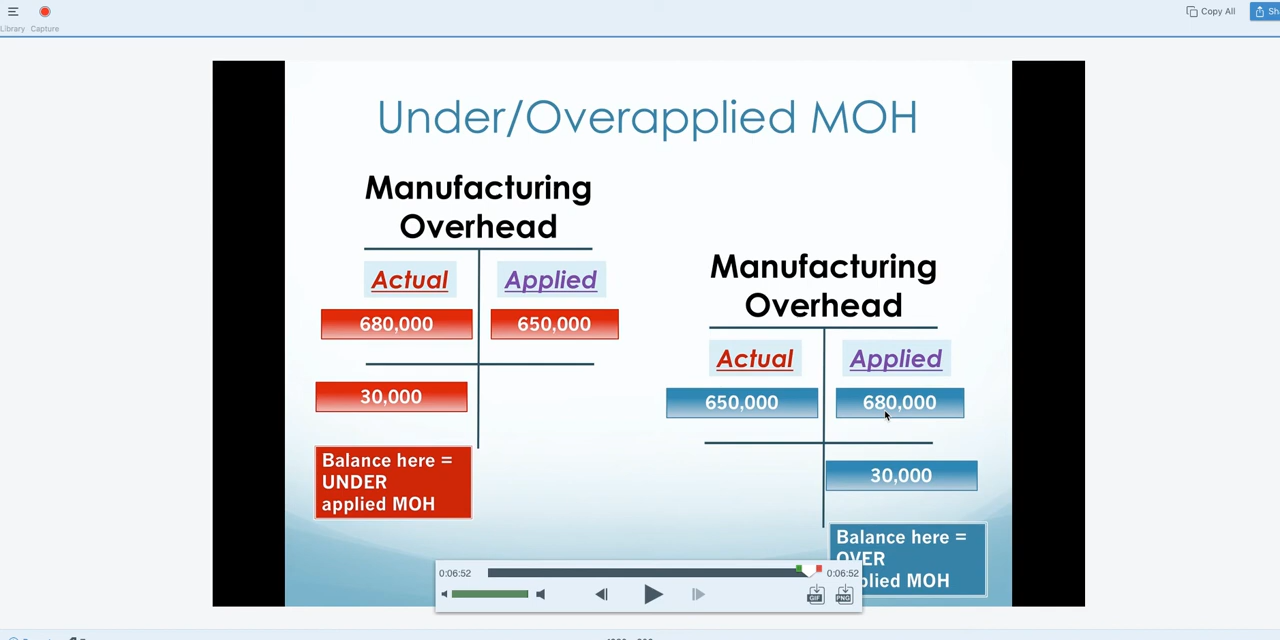 Library Capture
Copy All
Under/Overapplied MOH
Manufacturing
Overhead
Actual Applied
680,000 650,000
30,000
Balance here =
UNDER
applied MOH
Manufacturing
Overhead
Actual Applied
650,000 680,000
30,000
Balance here =
OVER
plied MOH
0:06:52 0:06:52
GIF PNG